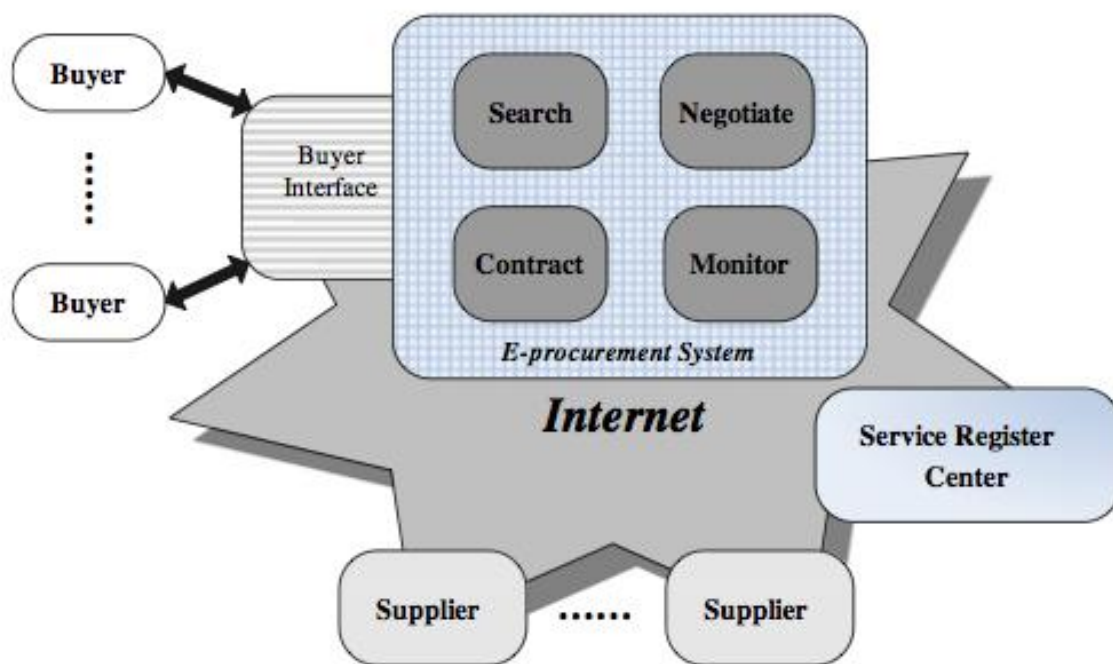 Buyer
Search
Negotiate
Buyer
Interface
......
Contract
Monitor
Buyer
E-procurement System
Internet
Service Register
Center
Supplier
......
Supplier